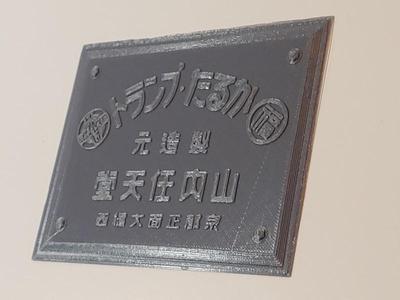 福
かるた・トランプ
製造元
山内任天堂
京都正面大橋西